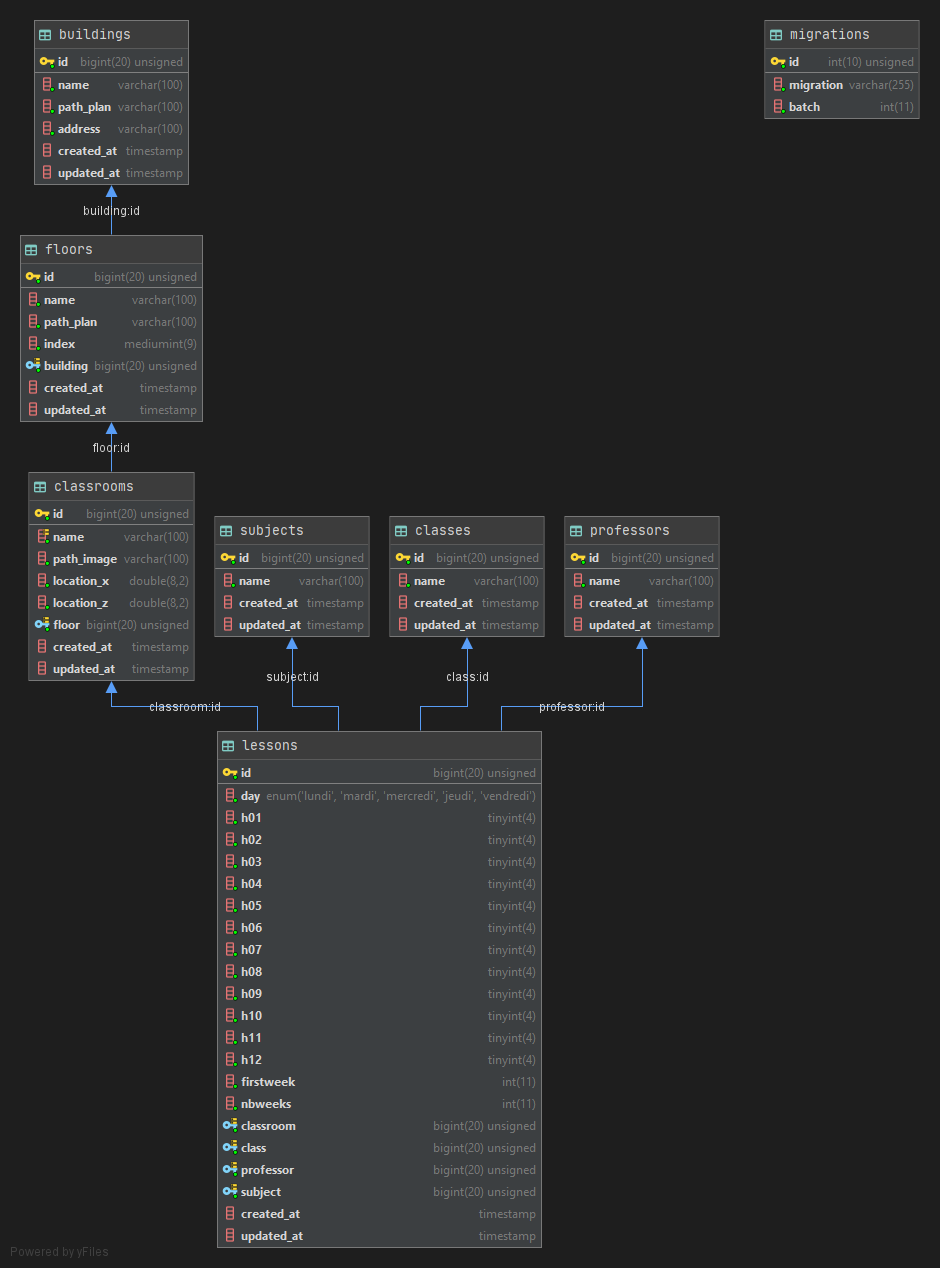 buildings
id bigint(20) unsigned
name varchar(100)
path_plan varchar(100)
address varchar(100)
created_at timestamp
updated_at timestamp
migrations
id int(10) unsigned
migration varchar(255)
batch int(11)
building:id
floors
id bigint(20) unsigned
name varchar(100)
path_plan varchar(100)
index mediumint(9)
building bigint(20) unsigned
created_at timestamp
updated_at timestamp
floor:id
classrooms
id bigint(20) unsigned
name varchar(100)
path_image varchar(100)
location_x double(8,2)
location_z double(8,2)
floor bigint(20) unsigned
created_at timestamp
updated_at timestamp
subjects
id bigint(20) unsigned
name varchar(100)
created_at timestamp
updated_at timestamp
classes
id bigint(20) unsigned
name varchar(100)
created_at timestamp
updated_at timestamp
professors
id bigint(20) unsigned
name varchar(100)
created_at timestamp
updated_at timestamp
subject:id
class:id
classroom:id
professor:id
lessons
id bigint(20) unsigned
day enum('lundi', 'mardi', 'mercredi', 'jeudi', 'vendredi')
h01 tinyint(4)
h02 tinyint(4)
h03 tinyint(4)
h04 tinyint(4)
h05 tinyint(4)
h06 tinyint(4)
h07 tinyint(4)
h08 tinyint(4)
h09 tinyint(4)
h10 tinyint(4)
h11 tinyint(4)
h12 tinyint(4)
firstweek int(11)
nbweeks int(11)
classroom bigint(20) unsigned
class bigint(20) unsigned
professor bigint(20) unsigned
subject bigint(20) unsigned
created_at timestamp
updated_at timestamp
Powered by yFiles